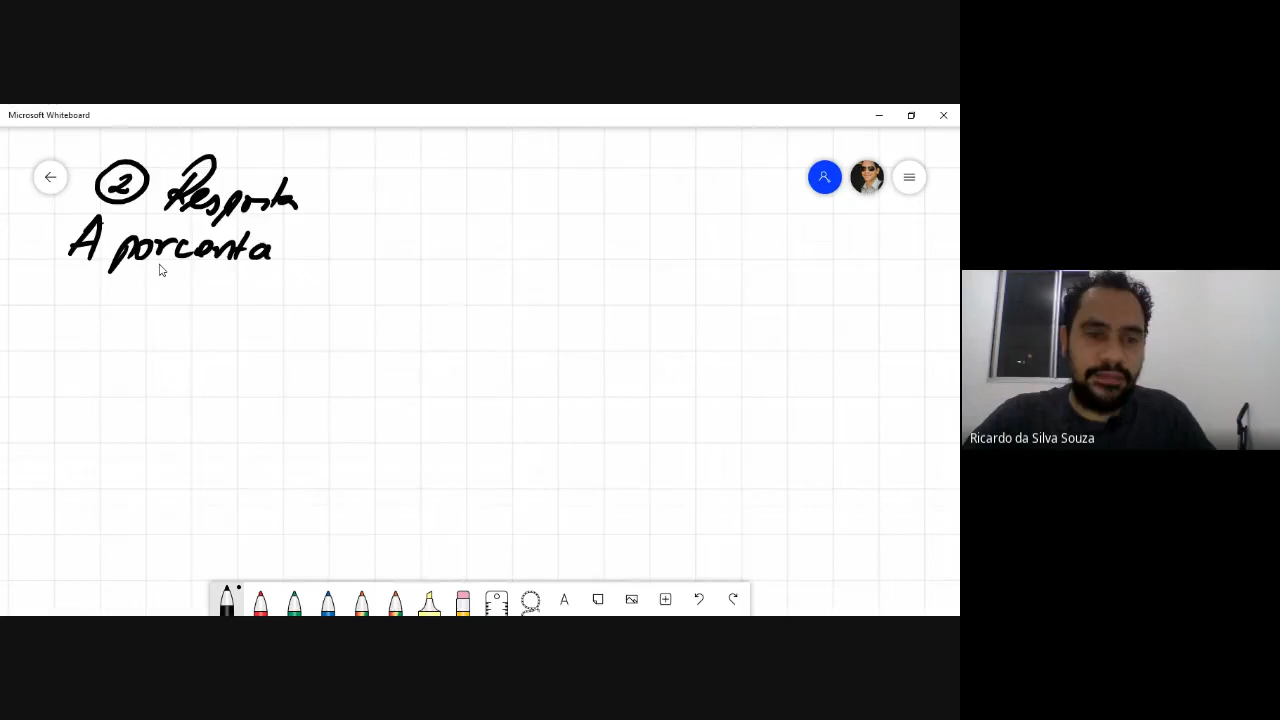 Microsoft Whiteboard
2 Resposta
A porcenta
A
Ricardo da Silva Souza